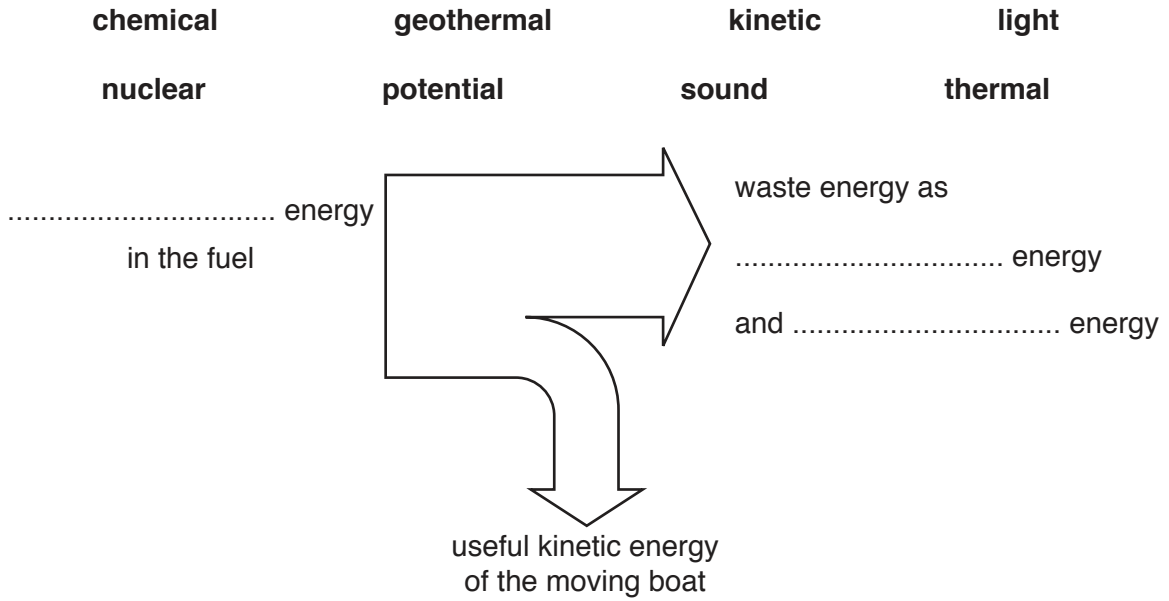 chemical geothermal kinetic light
nuclear potential sound thermal
................................. energy
in the fuel
waste energy as
................................. energy
and ................................. energy
useful kinetic energy
of the moving boat